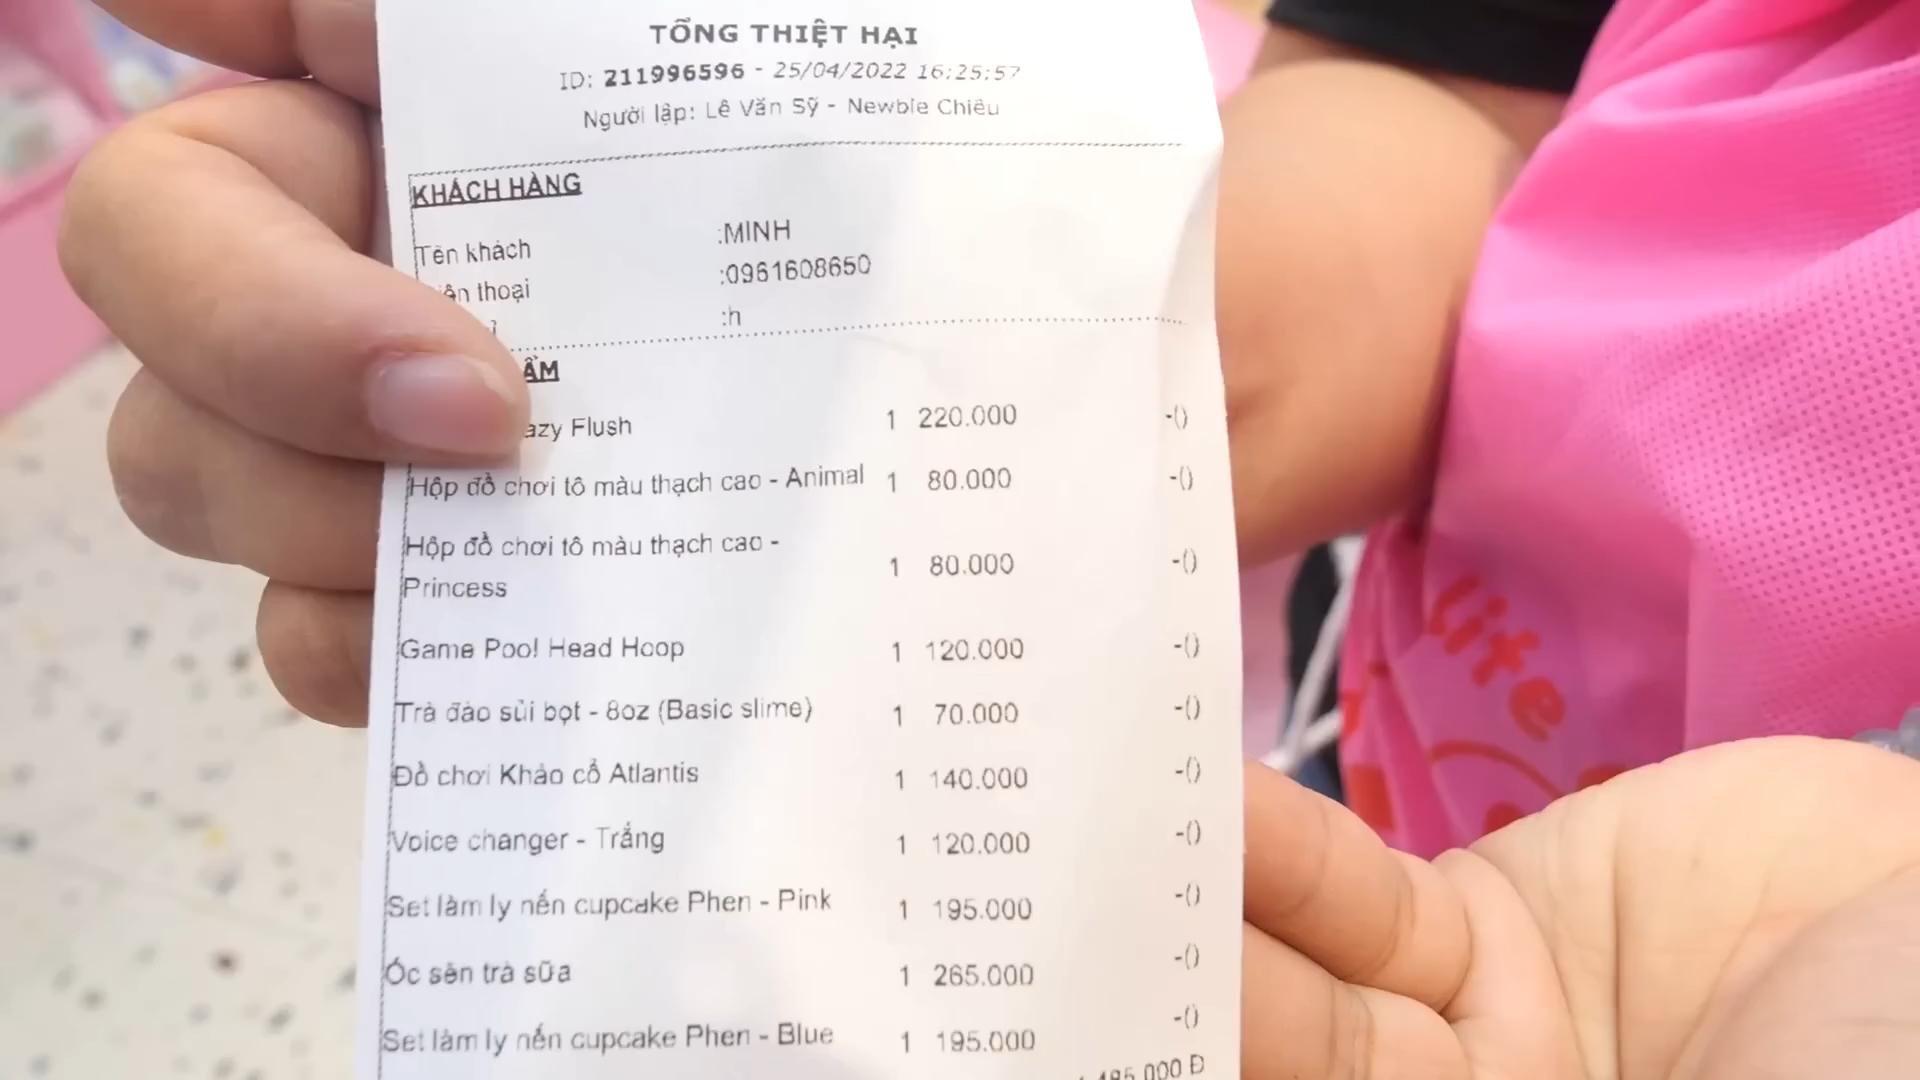 TỔNG THIỆT HẠI
ID: 211996596 - 25/04/2022 16:25:57
Người lập: Lê Văn Sỹ - Newbie Chiêu
KHÁCH HÀNG
Tên khách :MINH
thoại :0961608650
:h
Flush 1 220.000 -()
Hộp đồ chơi tô màu thạch cao - Animal 1 80.000 -()
Hộp đồ chơi tô màu thạch cao -
Princess 1 80.000 -()
Game Pool Head Hoop 1 120.000 -()
Trà đào sủi bọt - 8oz (Basic slime) 1 70.000 -()
Đồ chơi Khảo cổ Atlantis 1 140.000 -()
Voice changer - Trắng 1 120.000 -()
Set làm ly nến cupcake Phen - Pink 1 195.000 -()
Ốc sên trà sữa 1 265.000 -()
Set làm ly nến cupcake Phen - Blue 1 195.000 -()
lite